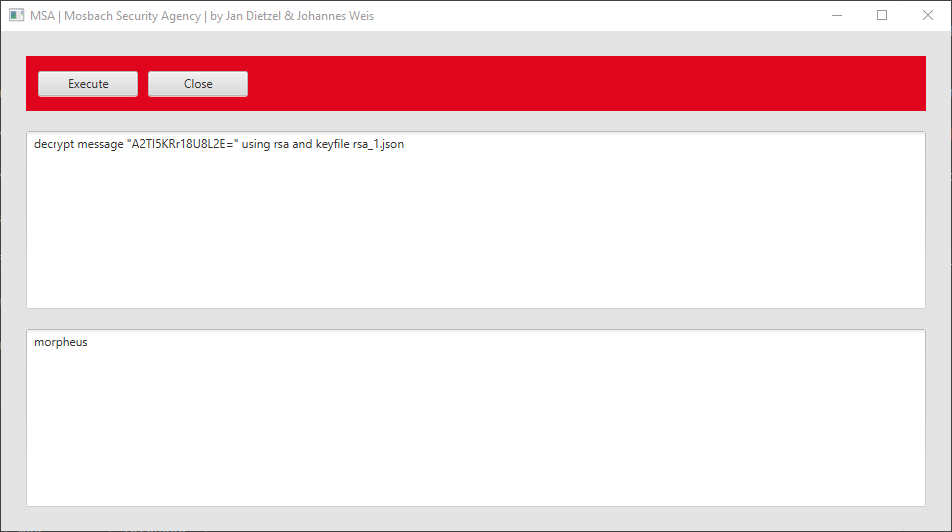 MSA | Mosbach Security Agency | by Jan Dietzel & Johannes Weis
Execute
Close
decrypt message "A2TI5KRr18U8L2E=" using rsa and keyfile rsa_1.json
morpheus